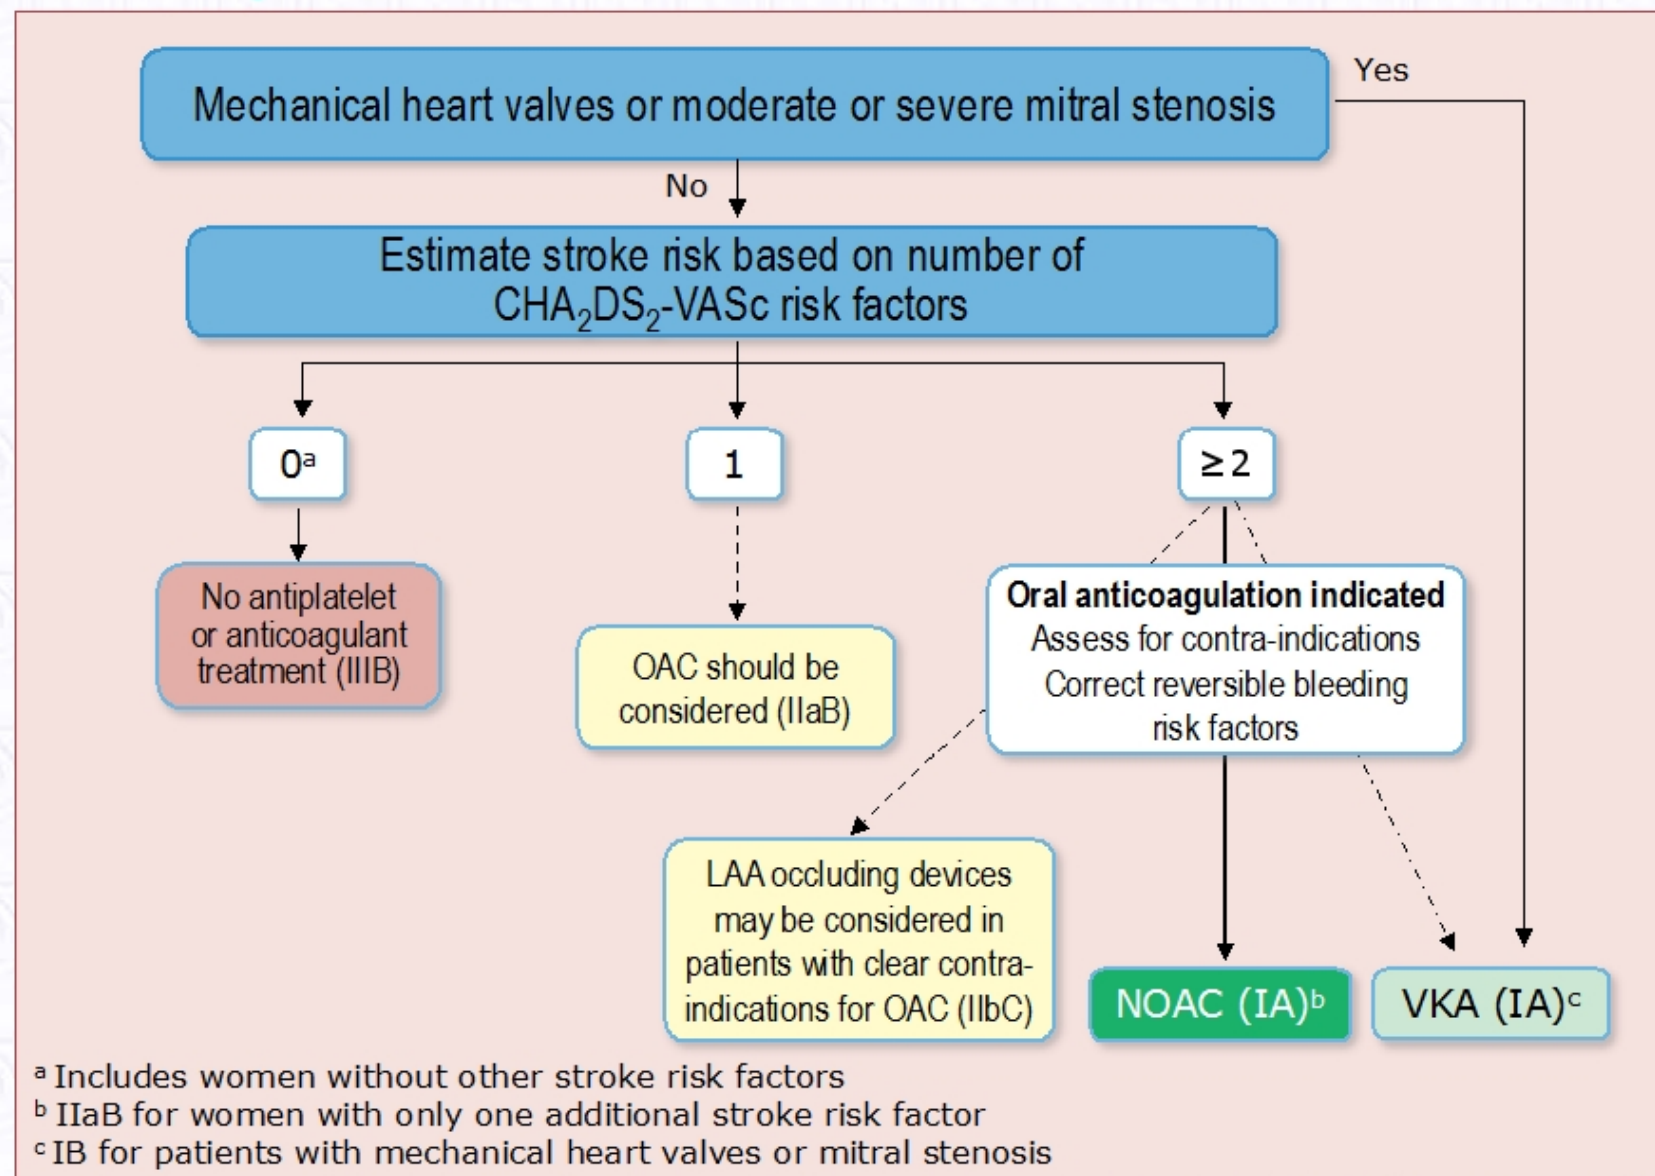 Mechanical heart valves or moderate or severe mitral stenosis
Yes
No
Estimate stroke risk based on number of
CHA₂DS₂-VASc risk factors
0ᵃ
1
≥2
No antiplatelet
or anticoagulant
treatment (IIIB)
OAC should be
considered (IIaB)
Oral anticoagulation indicated
Assess for contra-indications
Correct reversible bleeding
risk factors
LAA occluding devices
may be considered in
patients with clear contra-
indications for OAC (IIbC)
NOAC (IA)ᵇ
VKA (IA)ᶜ
ᵃ Includes women without other stroke risk factors
ᵇ IIaB for women with only one additional stroke risk factor
ᶜ IB for patients with mechanical heart valves or mitral stenosis